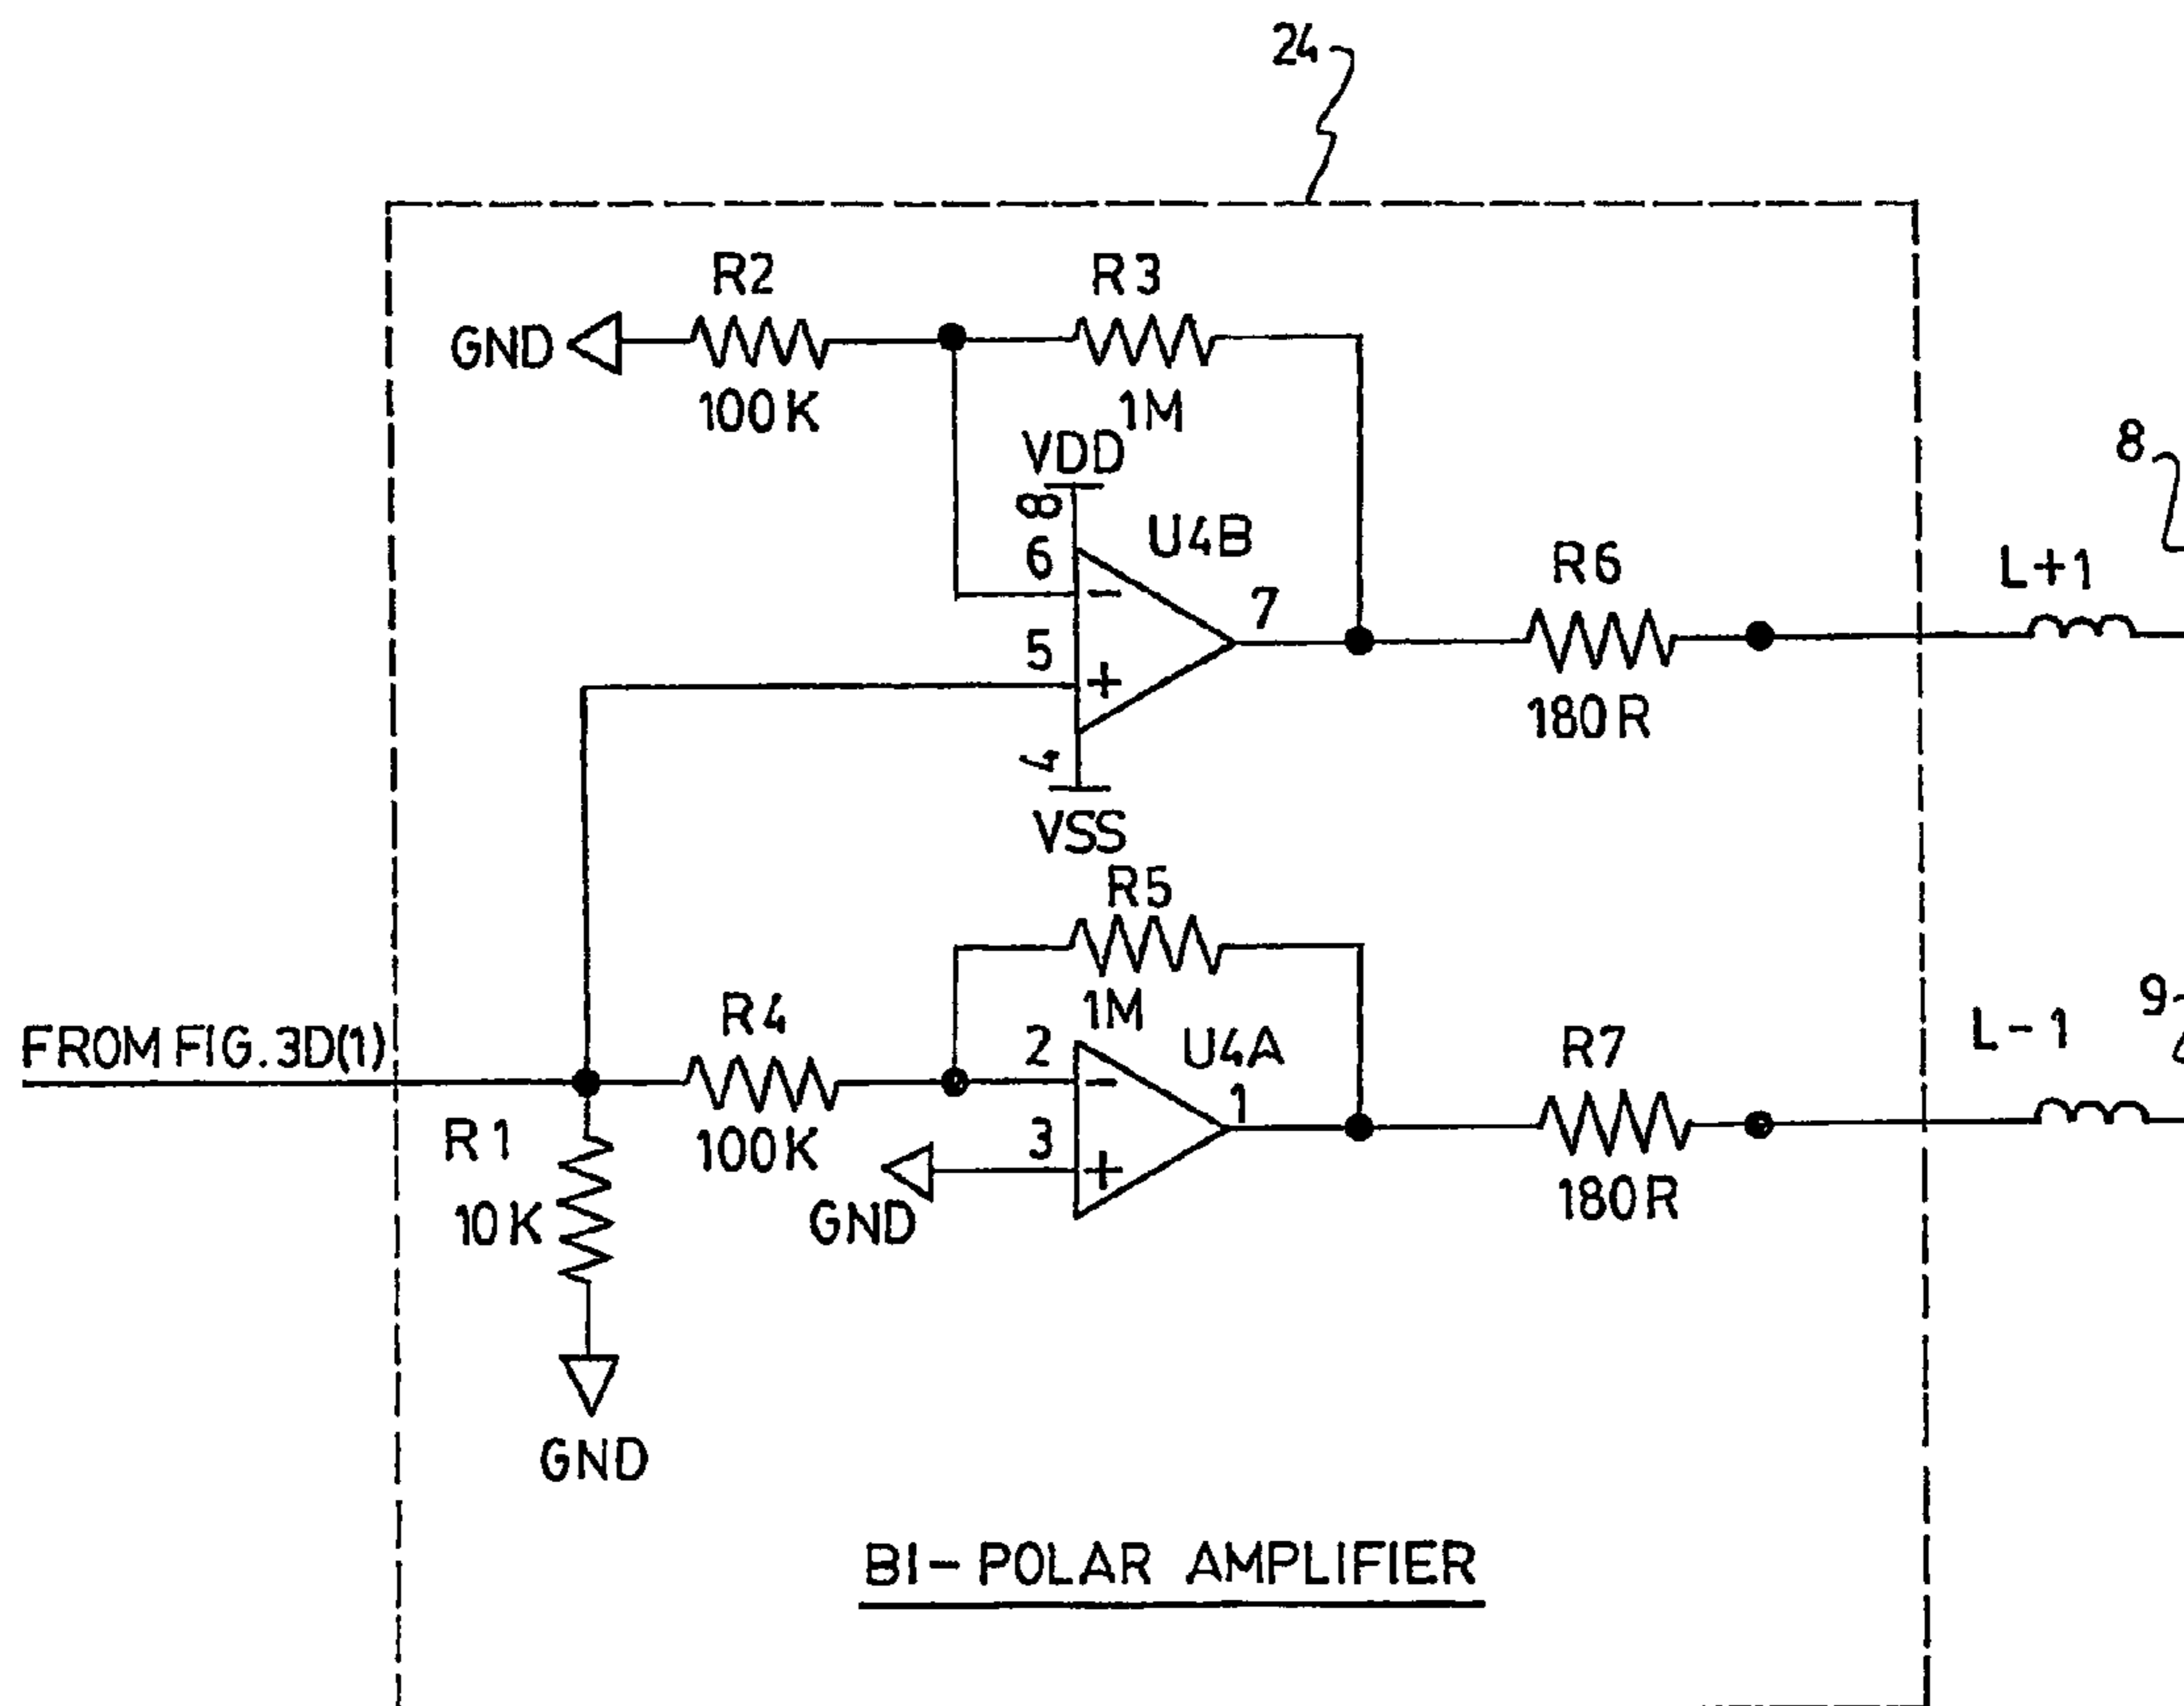 24
R2
R3
GND
100K
1M
VDD
8
6
U4B
7
5
R6
180R
L+1
8
4
VSS
R5
1M
FROM FIG.3D(1)
R4
2
U4A
1
R7
L-1
9
R1
100K
3
10K
GND
180R
GND
BI-POLAR AMPLIFIER